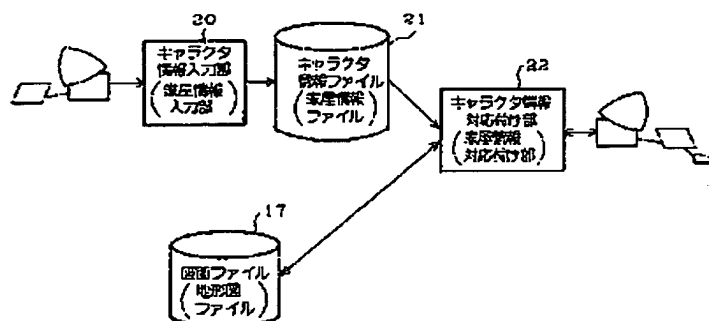 20
キャラクタ
情報入力部
(家屋情報
入力部)
21
キャラクタ
情報ファイル
(家屋情報
ファイル)
22
キャラクタ情報
対応付け部
(家屋情報
対応付け部)
17
図面ファイル
(地形図
ファイル)